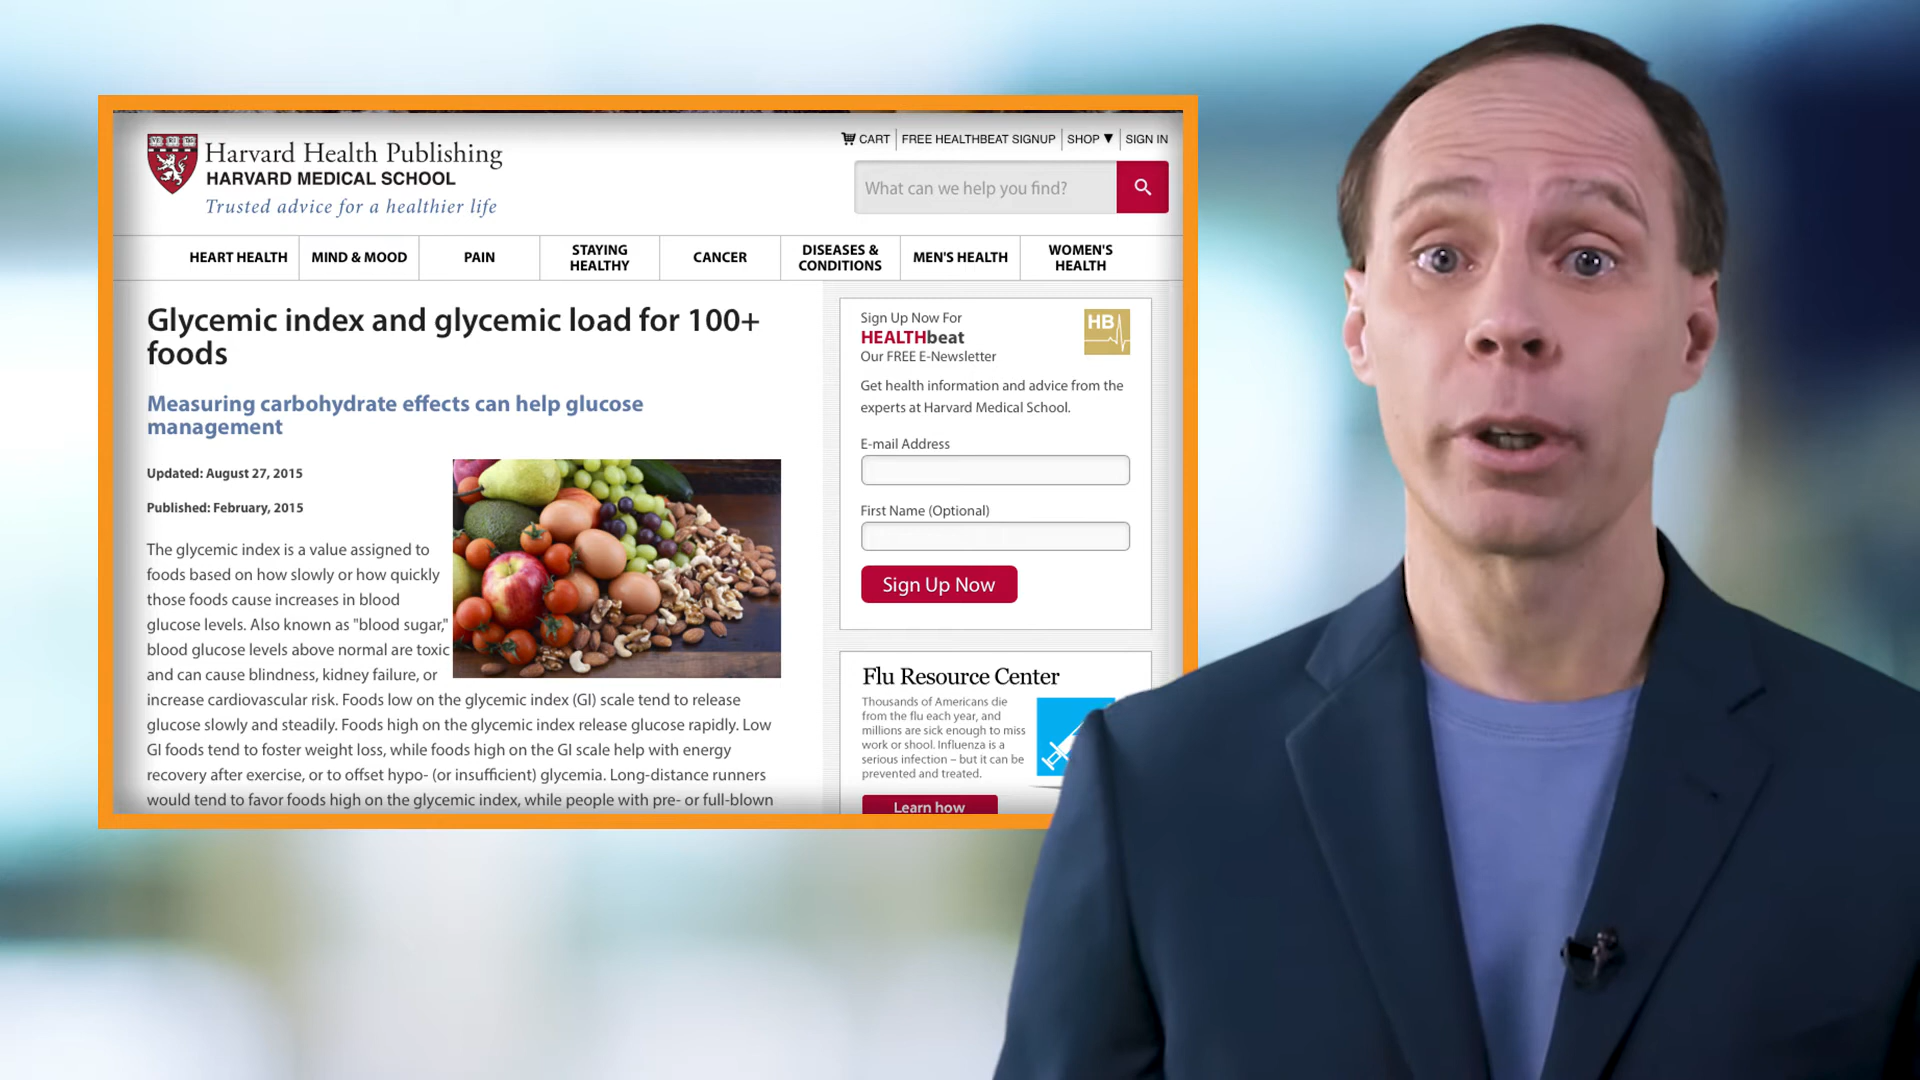 Harvard Health Publishing
HARVARD MEDICAL SCHOOL
Trusted advice for a healthier life
CART
FREE HEALTHBEAT SIGNUP
SHOP ▼
SIGN IN
What can we help you find?
HEART HEALTH
MIND & MOOD
PAIN
STAYING
HEALTHY
CANCER
DISEASES &
CONDITIONS
MEN'S HEALTH
WOMEN'S
HEALTH
Glycemic index and glycemic load for 100+
foods
Measuring carbohydrate effects can help glucose
management
Updated: August 27, 2015
Published: February, 2015
The glycemic index is a value assigned to
foods based on how slowly or how quickly
those foods cause increases in blood
glucose levels. Also known as "blood sugar,"
blood glucose levels above normal are toxic
and can cause blindness, kidney failure, or
increase cardiovascular risk. Foods low on the glycemic index (GI) scale tend to release
glucose slowly and steadily. Foods high on the glycemic index release glucose rapidly. Low
GI foods tend to foster weight loss, while foods high on the GI scale help with energy
recovery after exercise, or to offset hypo- (or insufficient) glycemia. Long-distance runners
would tend to favor foods high on the glycemic index, while people with pre- or full-blown
Sign Up Now For
HEALTHbeat
Our FREE E-Newsletter
HB
Get health information and advice from the
experts at Harvard Medical School.
E-mail Address
First Name (Optional)
Sign Up Now
Flu Resource Center
Thousands of Americans die
from the flu each year, and
millions are sick enough to miss
work or shool. Influenza is a
serious infection – but it can be
prevented and treated.
Learn how